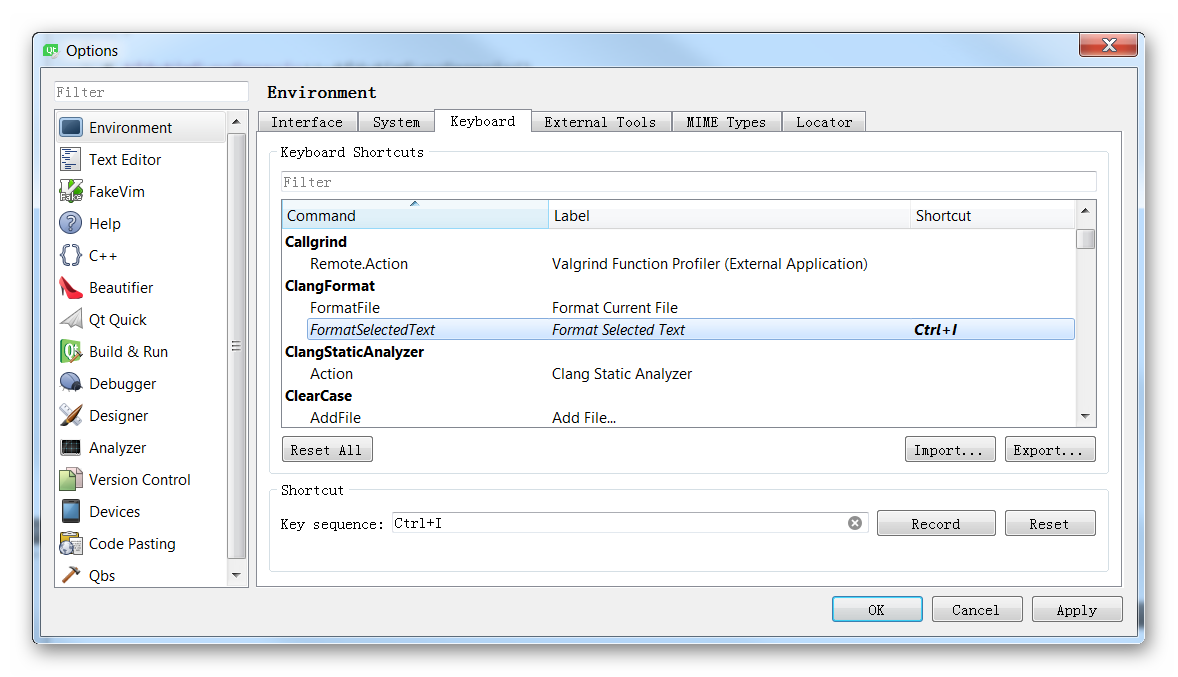 Options
Filter
Environment
Text Editor
FakeVim
Help
C++
Beautifier
Qt Quick
Build & Run
Debugger
Designer
Analyzer
Version Control
Devices
Code Pasting
Qbs
Environment
Interface System Keyboard External Tools MIME Types Locator
Keyboard Shortcuts
Filter
Command Label Shortcut
Callgrind
Remote.Action Valgrind Function Profiler (External Application)
ClangFormat
FormatFile Format Current File
FormatSelectedText Format Selected Text Ctrl+I
ClangStaticAnalyzer
Action Clang Static Analyzer
ClearCase
AddFile Add File...
Reset All Import... Export...
Shortcut
Key sequence: Ctrl+I Record Reset
OK Cancel Apply